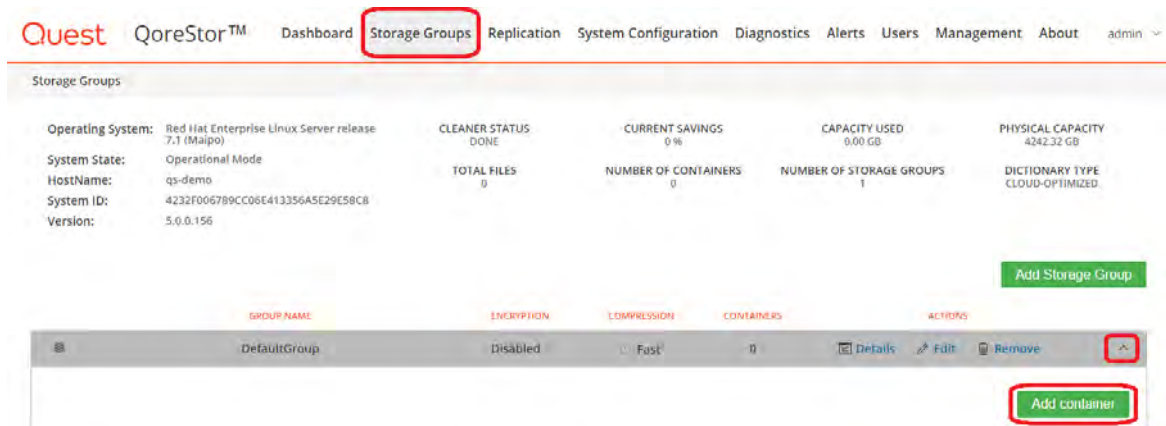 Quest QoreStor™ Dashboard Storage Groups Replication System Configuration Diagnostics Alerts Users Management About admin
Storage Groups
Operating System: Red Hat Enterprise Linux Server release 7.1 (Maipo)
System State: Operational Mode
HostName: qs-demo
System ID: 4232F006789CC06E413356A5E29E58C8
Version: 5.0.0.156
CLEANER STATUS
DONE
TOTAL FILES
0
CURRENT SAVINGS
0 %
NUMBER OF CONTAINERS
0
CAPACITY USED
0.00 GB
NUMBER OF STORAGE GROUPS
1
PHYSICAL CAPACITY
4242.32 GB
DICTIONARY TYPE
CLOUD-OPTIMIZED
Add Storage Group
GROUP NAME ENCRYPTION COMPRESSION CONTAINERS ACTIONS
DefaultGroup Disabled Fast 0 Details Edit Remove
Add container